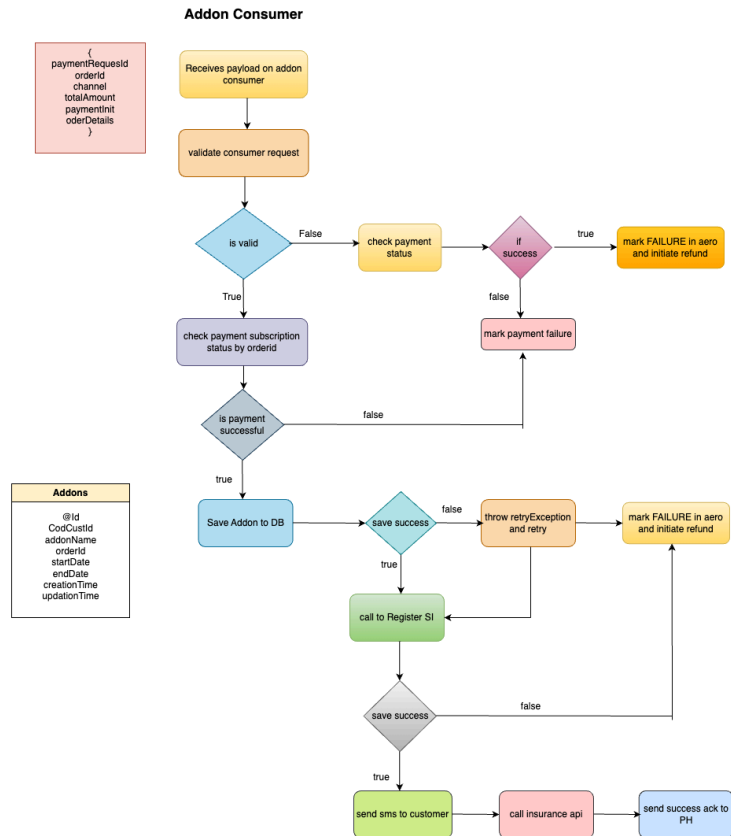 Addon Consumer
{
paymentRequesId
orderId
channel
totalAmount
paymentInit
oderDetails
}
Receives payload on addon
consumer
validate consumer request
is valid
False
check payment
status
if
success
true
mark FAILURE in aero
and initiate refund
True
false
check payment subscription
status by orderid
mark payment failure
is payment
successful
false
true
Addons
@Id
CodCustId
addonName
orderId
startDate
endDate
creationTime
updationTime
Save Addon to DB
save success
false
throw retryException
and retry
mark FAILURE in aero
and initiate refund
true
call to Register SI
save success
false
true
send sms to customer
call insurance api
send success ack to
PH